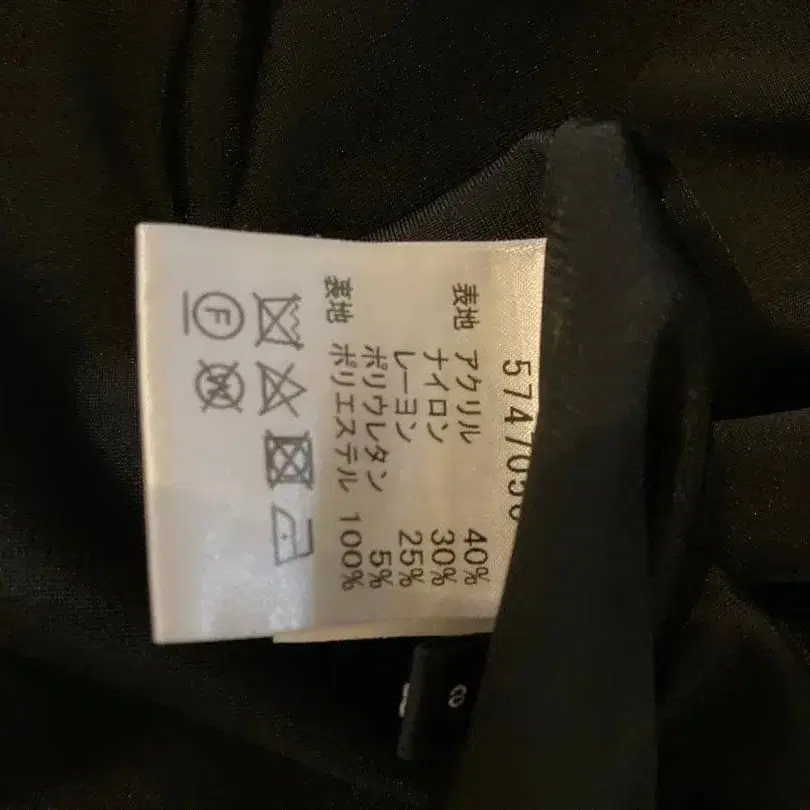 表地 アクリル 40%
ナイロン 30%
レーヨン 25%
ポリウレタン 5%
裏地 ポリエステル 100%
F
W
8